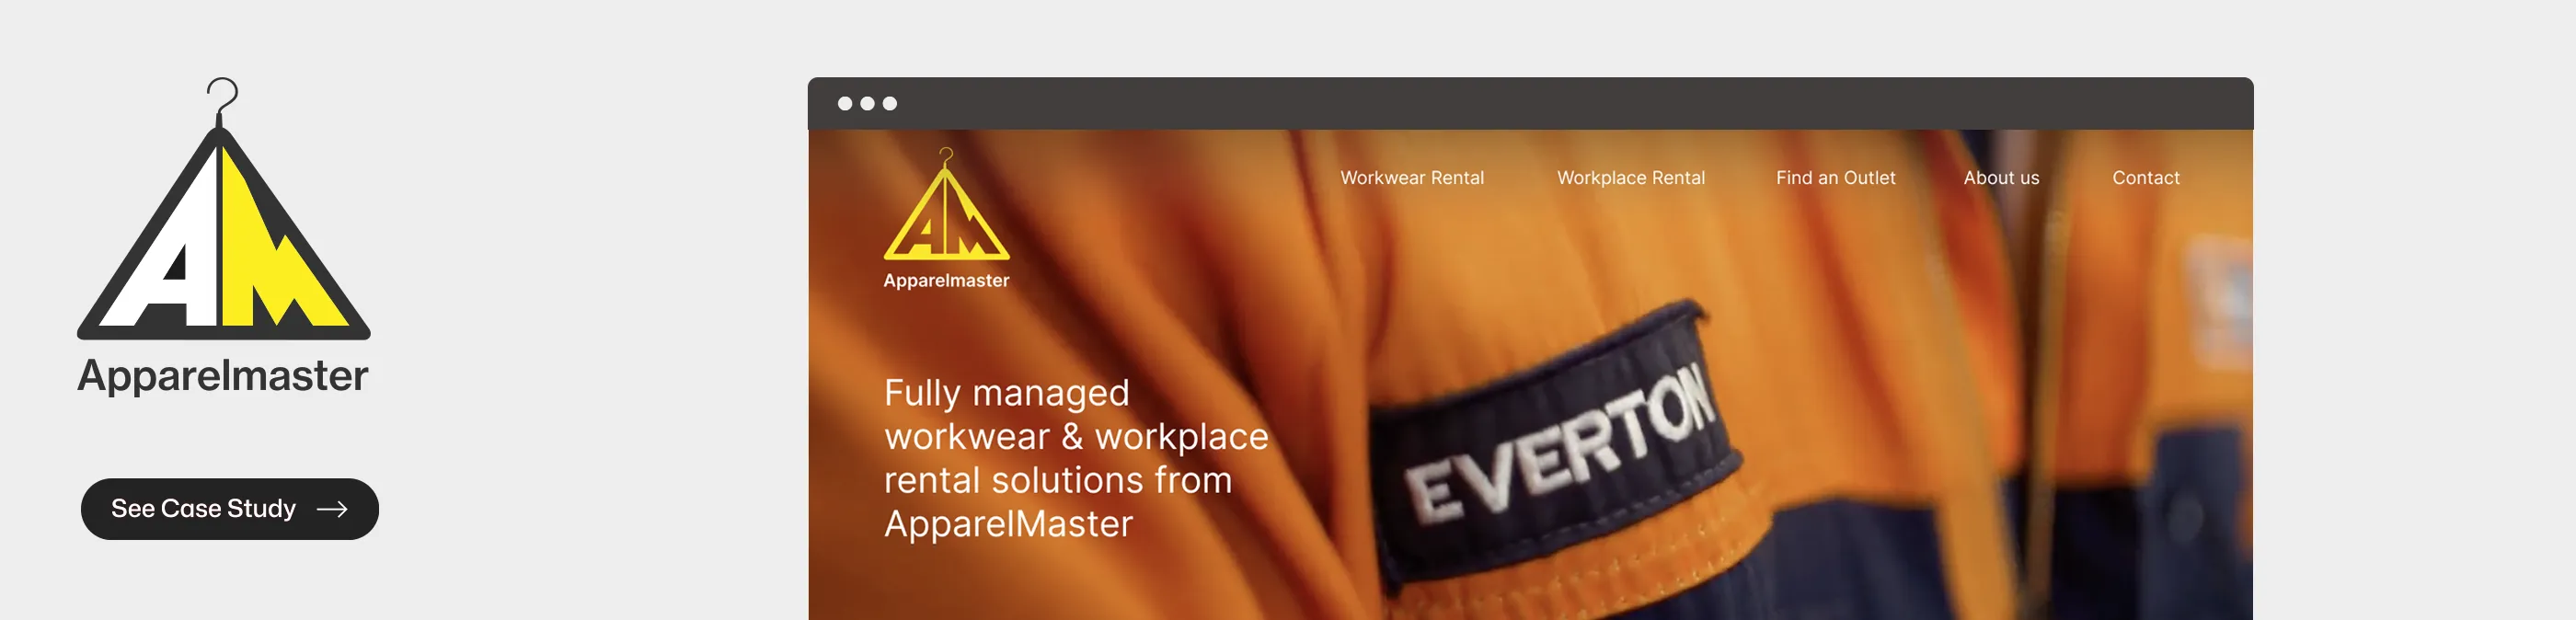 AM
Apparelmaster
See Case Study
AM
Apparelmaster
Workwear Rental
Workplace Rental
Find an Outlet
About us
Contact
Fully managed
workwear & workplace
rental solutions from
ApparelMaster
EVERTON